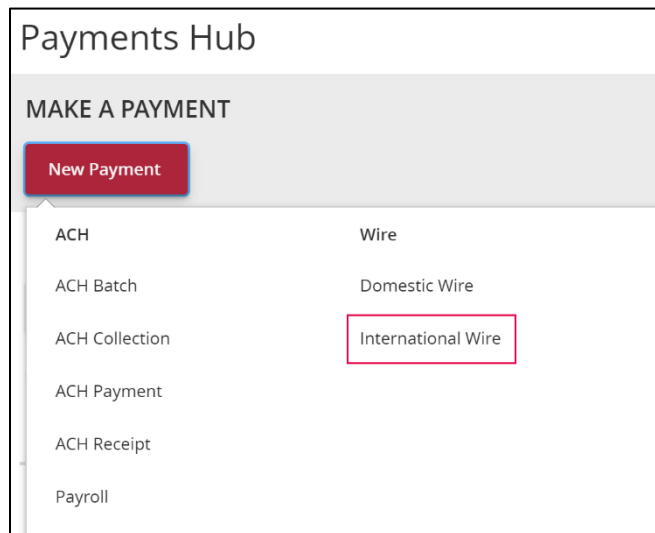 Payments Hub
MAKE A PAYMENT
New Payment
ACH
ACH Batch
ACH Collection
ACH Payment
ACH Receipt
Payroll
Wire
Domestic Wire
International Wire